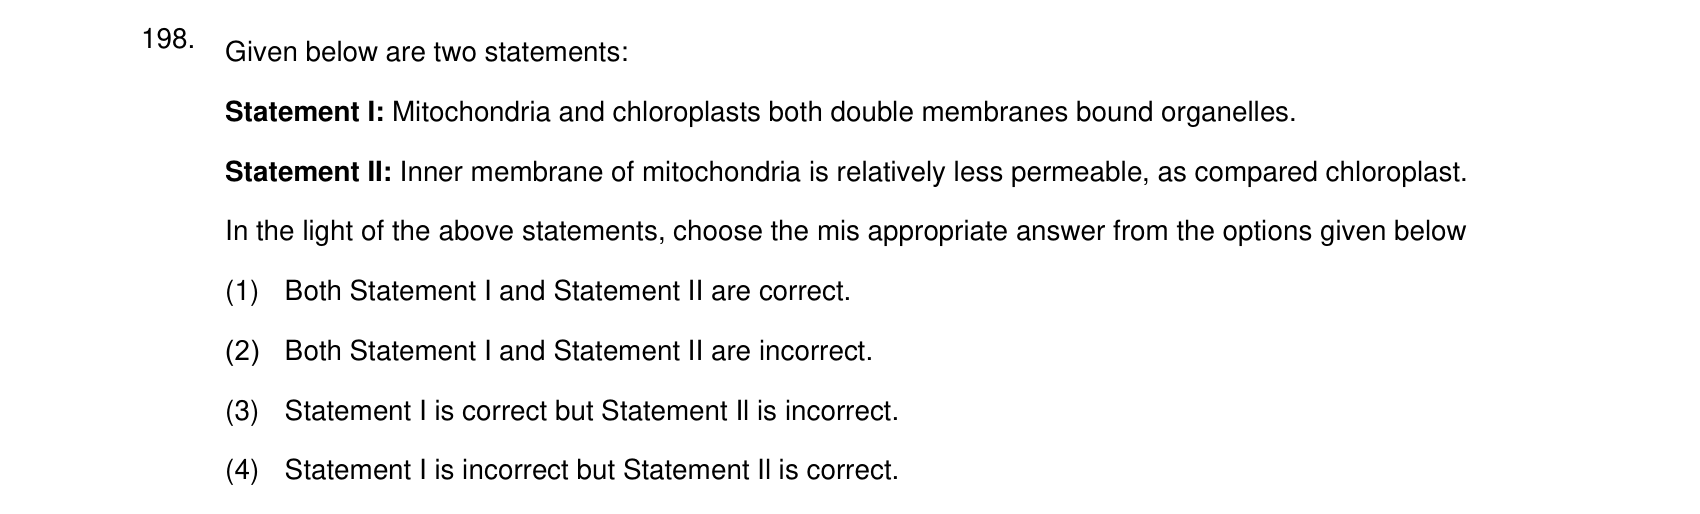 198.
Given below are two statements:
Statement I: Mitochondria and chloroplasts both double membranes bound organelles.
Statement II: Inner membrane of mitochondria is relatively less permeable, as compared chloroplast.
In the light of the above statements, choose the mis appropriate answer from the options given below
(1) Both Statement I and Statement II are correct.
(2) Both Statement I and Statement II are incorrect.
(3) Statement I is correct but Statement II is incorrect.
(4) Statement I is incorrect but Statement II is correct.